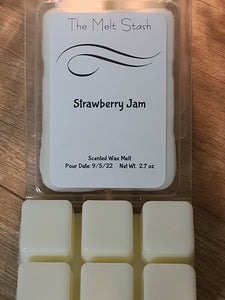 The Melt Stash
Strawberry Jam
Scented Wax Melt
Pour Date: 9/5/22 Net Wt. 2.7 oz